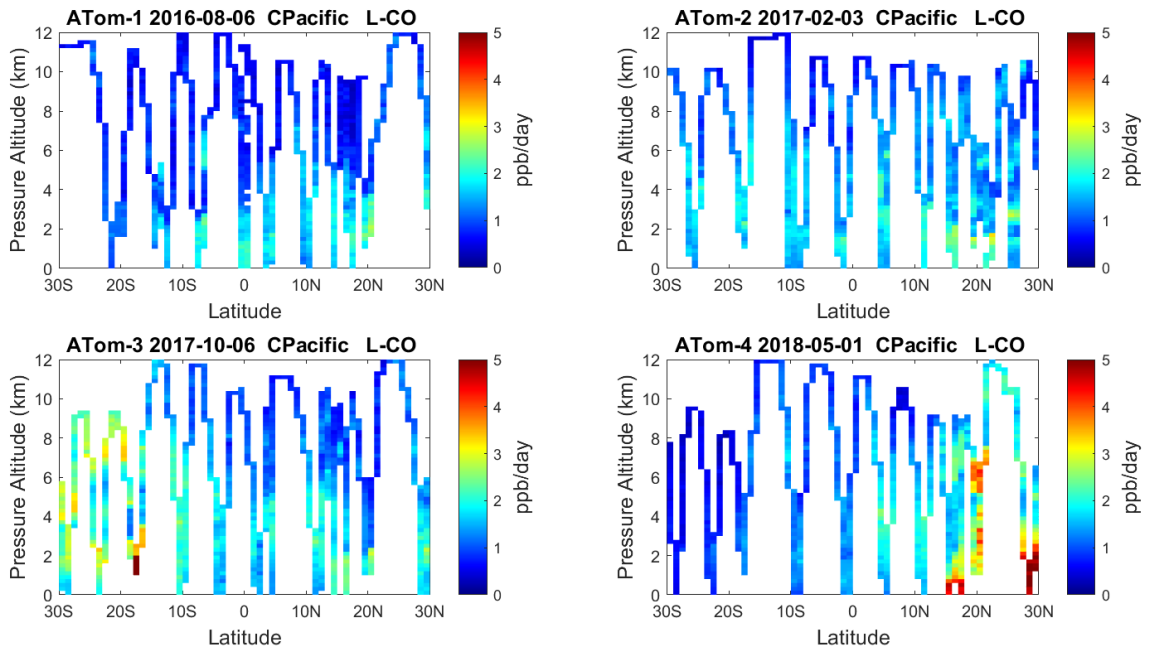 ATom-1 2016-08-06 CPacific L-CO
Pressure Altitude (km)
12
10
8
6
4
2
0
30S 20S 10S 0 10N 20N 30N
Latitude
5
4
3
2
1
0
ppb/day
ATom-2 2017-02-03 CPacific L-CO
Pressure Altitude (km)
12
10
8
6
4
2
0
30S 20S 10S 0 10N 20N 30N
Latitude
5
4
3
2
1
0
ppb/day
ATom-3 2017-10-06 CPacific L-CO
Pressure Altitude (km)
12
10
8
6
4
2
0
30S 20S 10S 0 10N 20N 30N
Latitude
5
4
3
2
1
0
ppb/day
ATom-4 2018-05-01 CPacific L-CO
Pressure Altitude (km)
12
10
8
6
4
2
0
30S 20S 10S 0 10N 20N 30N
Latitude
5
4
3
2
1
0
ppb/day